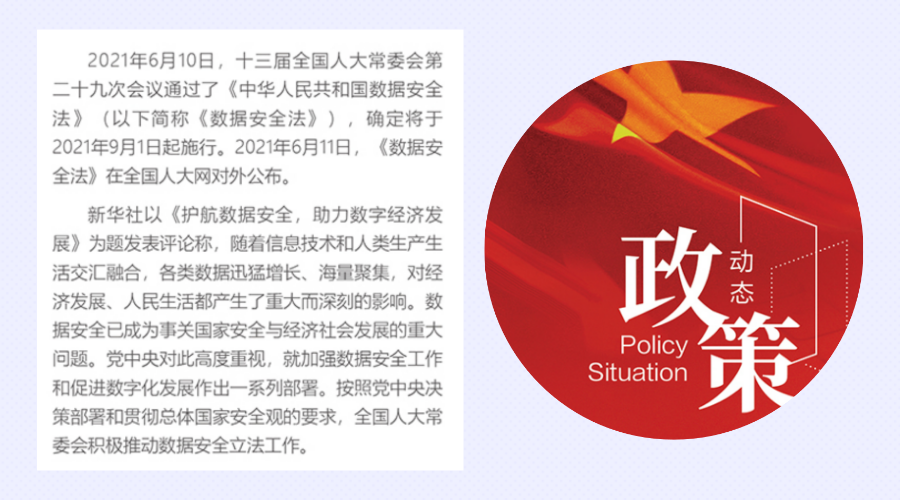 2021年6月10日，十三届全国人大常委会第
二十九次会议通过了《中华人民共和国数据安全
法》（以下简称《数据安全法》），确定将于
2021年9月1日起施行。2021年6月11日，《数据安
全法》在全国人大网对外公布。
新华社以《护航数据安全，助力数字经济发
展》为题发表评论称，随着信息技术和人类生产生
活交汇融合，各类数据迅猛增长、海量聚集，对经
济发展、人民生活都产生了重大而深刻的影响。数
据安全已成为事关国家安全与经济社会发展的重大
问题。党中央对此高度重视，就加强数据安全工作
和促进数字化发展作出一系列部署。按照党中央决
策部署和贯彻总体国家安全观的要求，全国人大常
委会积极推动数据安全立法工作。
政策
动态
Policy
Situation